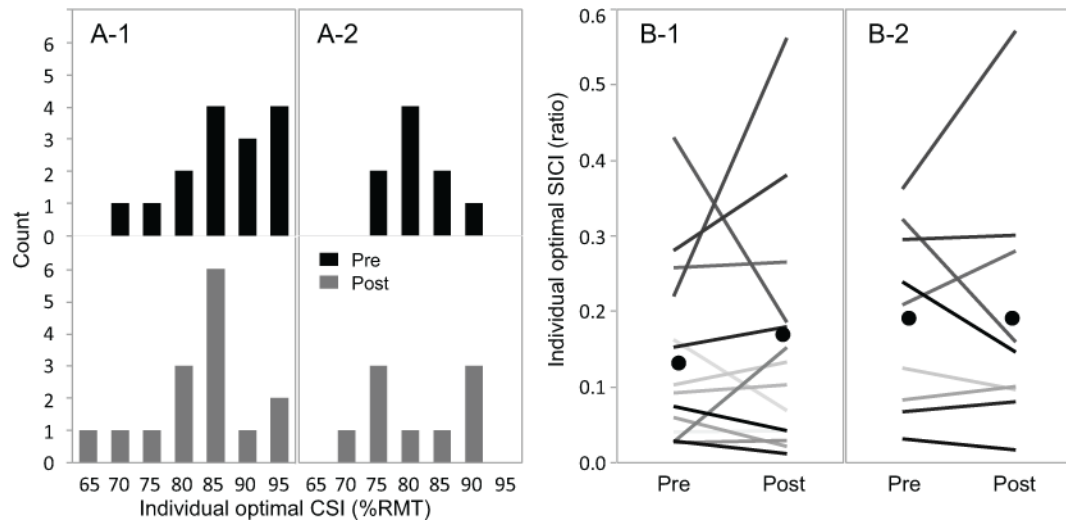 A-1
A-2
6
5
4
3
2
1
0
6
5
4
3
2
1
0
Count
Pre
Post
65 70 75 80 85 90 95 65 70 75 80 85 90 95
Individual optimal CSI (%RMT)
B-1
B-2
0.6
0.5
0.4
0.3
0.2
0.1
0.0
Individual optimal SICI (ratio)
Pre Post Pre Post